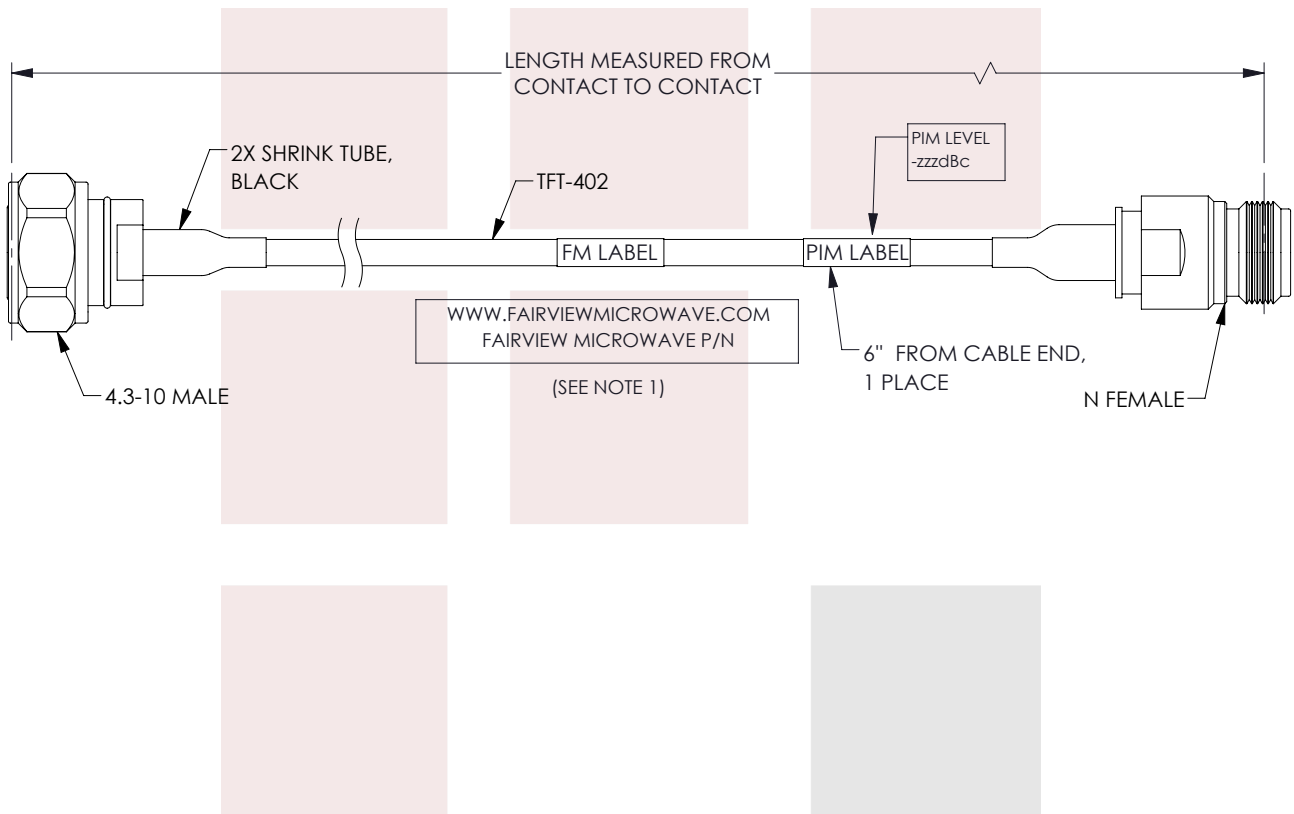 LENGTH MEASURED FROM
CONTACT TO CONTACT
2X SHRINK TUBE,
BLACK
TFT-402
PIM LEVEL
-zzzdBc
FM LABEL
PIM LABEL
WWW.FAIRVIEWMICROWAVE.COM
FAIRVIEW MICROWAVE P/N
(SEE NOTE 1)
6" FROM CABLE END,
1 PLACE
4.3-10 MALE
N FEMALE